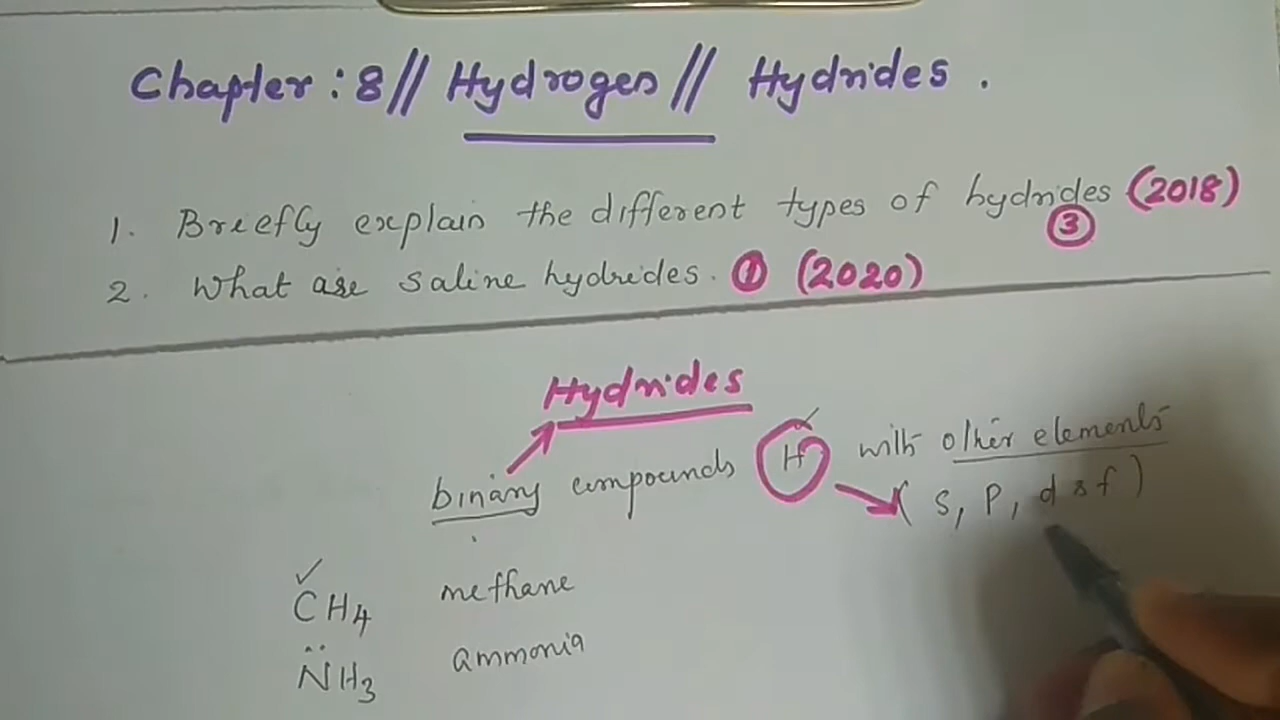 Chapter : 8 // Hydrogen // Hydrides .
1. Breefly explain the different types of hydrides (2018)
③
2. What are saline hydrides. ① (2020)
Hydrides
binary compounds H with other elements
( s, p, d & f )
CH4 methane
NH3 ammonia